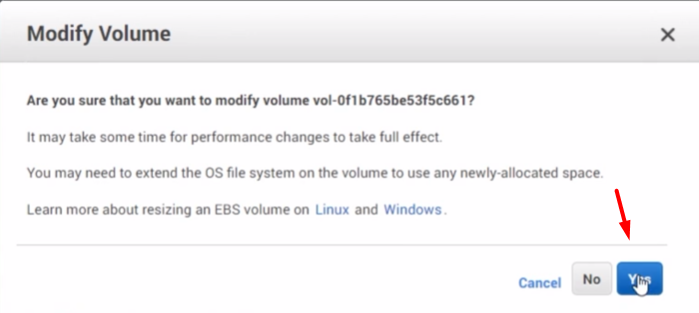 Modify Volume
Are you sure that you want to modify volume vol-0f1b765be53f5c661?
It may take some time for performance changes to take full effect.
You may need to extend the OS file system on the volume to use any newly-allocated space.
Learn more about resizing an EBS volume on Linux and Windows.
Cancel No Yes